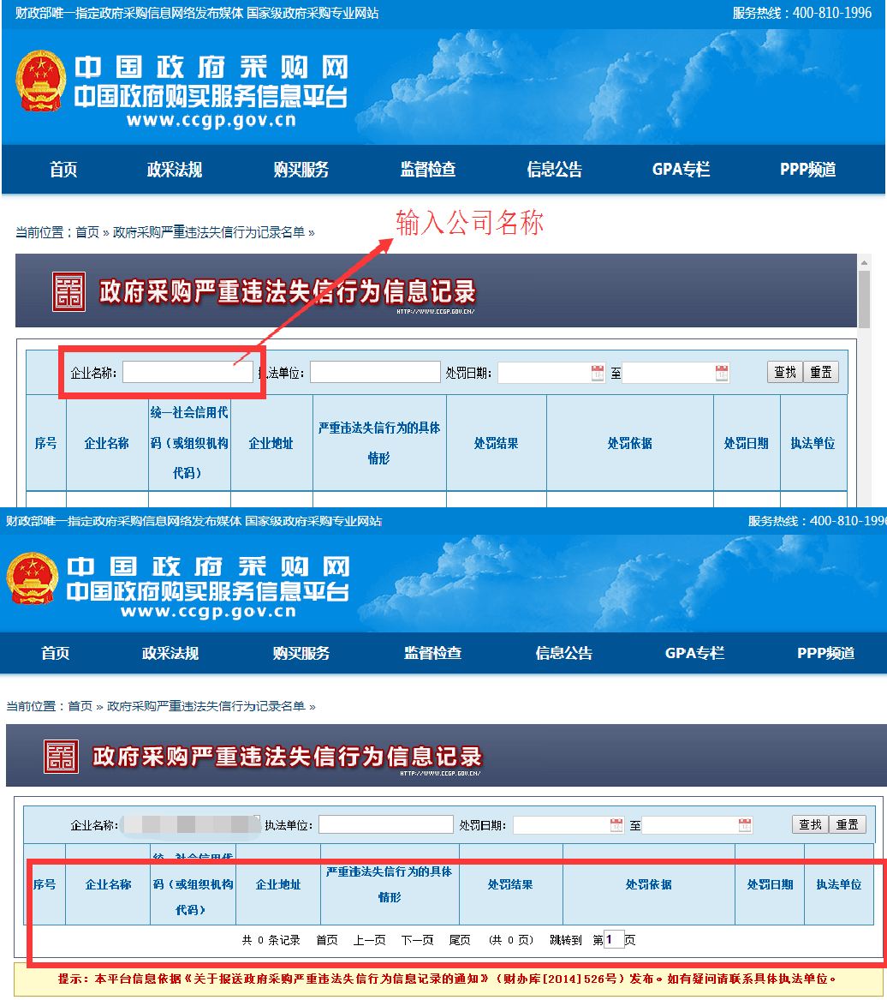 财政部唯一指定政府采购信息网络发布媒体 国家级政府采购专业网站 服务热线：400-810-1996
中国政府采购网
中国政府购买服务信息平台
www.ccgp.gov.cn
首页 政采法规 购买服务 监督检查 信息公告 GPA专栏 PPP频道
输入公司名称
当前位置：首页 » 政府采购严重违法失信行为记录名单 »
政府采购严重违法失信行为信息记录
HTTP://WWW.CCGP.GOV.CN/
企业名称： 执法单位： 处罚日期： 至 查找 重置
序号 企业名称 统一社会信用代码（或组织机构代码） 企业地址 严重违法失信行为的具体情形 处罚结果 处罚依据 处罚日期 执法单位
财政部唯一指定政府采购信息网络发布媒体 国家级政府采购专业网站 服务热线：400-810-1996
中国政府采购网
中国政府购买服务信息平台
www.ccgp.gov.cn
首页 政采法规 购买服务 监督检查 信息公告 GPA专栏 PPP频道
当前位置：首页 » 政府采购严重违法失信行为记录名单 »
政府采购严重违法失信行为信息记录
HTTP://WWW.CCGP.GOV.CN/
企业名称： 执法单位： 处罚日期： 至 查找 重置
序号 企业名称 统一社会信用代码（或组织机构代码） 企业地址 严重违法失信行为的具体情形 处罚结果 处罚依据 处罚日期 执法单位
共 0 条记录 首页 上一页 下一页 尾页 （共 0 页） 跳转到 第1页
提示：本平台信息依据《关于报送政府采购严重违法失信行为信息记录的通知》（财办库[2014]526号）发布。如有疑问请联系具体执法单位。